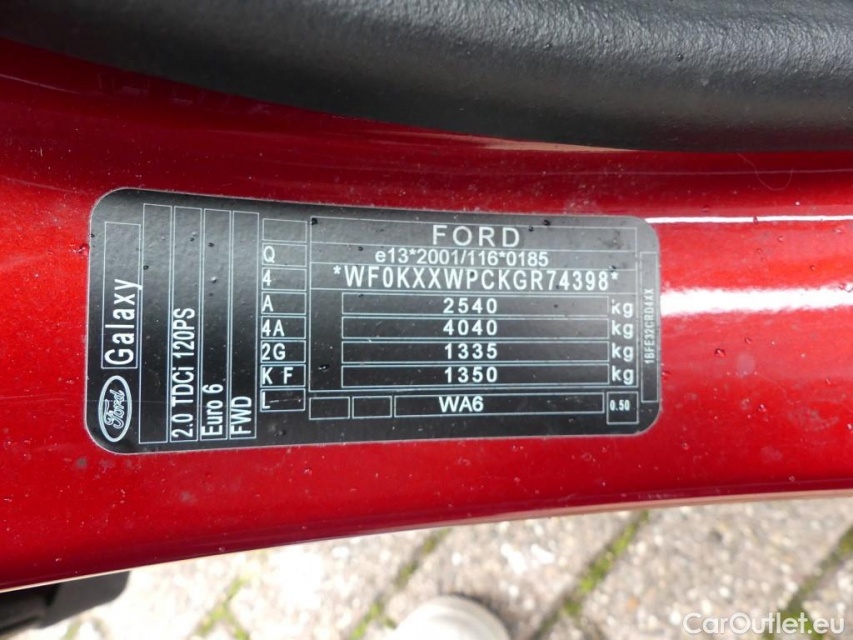 Ford Galaxy
2.0 TDCi 120PS
Euro 6
FWD
FORD
Q e13*2001/116*0185
4 *WF0KXXWPCKGR74398*
A 2540 kg
4A 4040 kg
2G 1335 kg
K F 1350 kg
L WA6 0.50
CarOutlet.eu